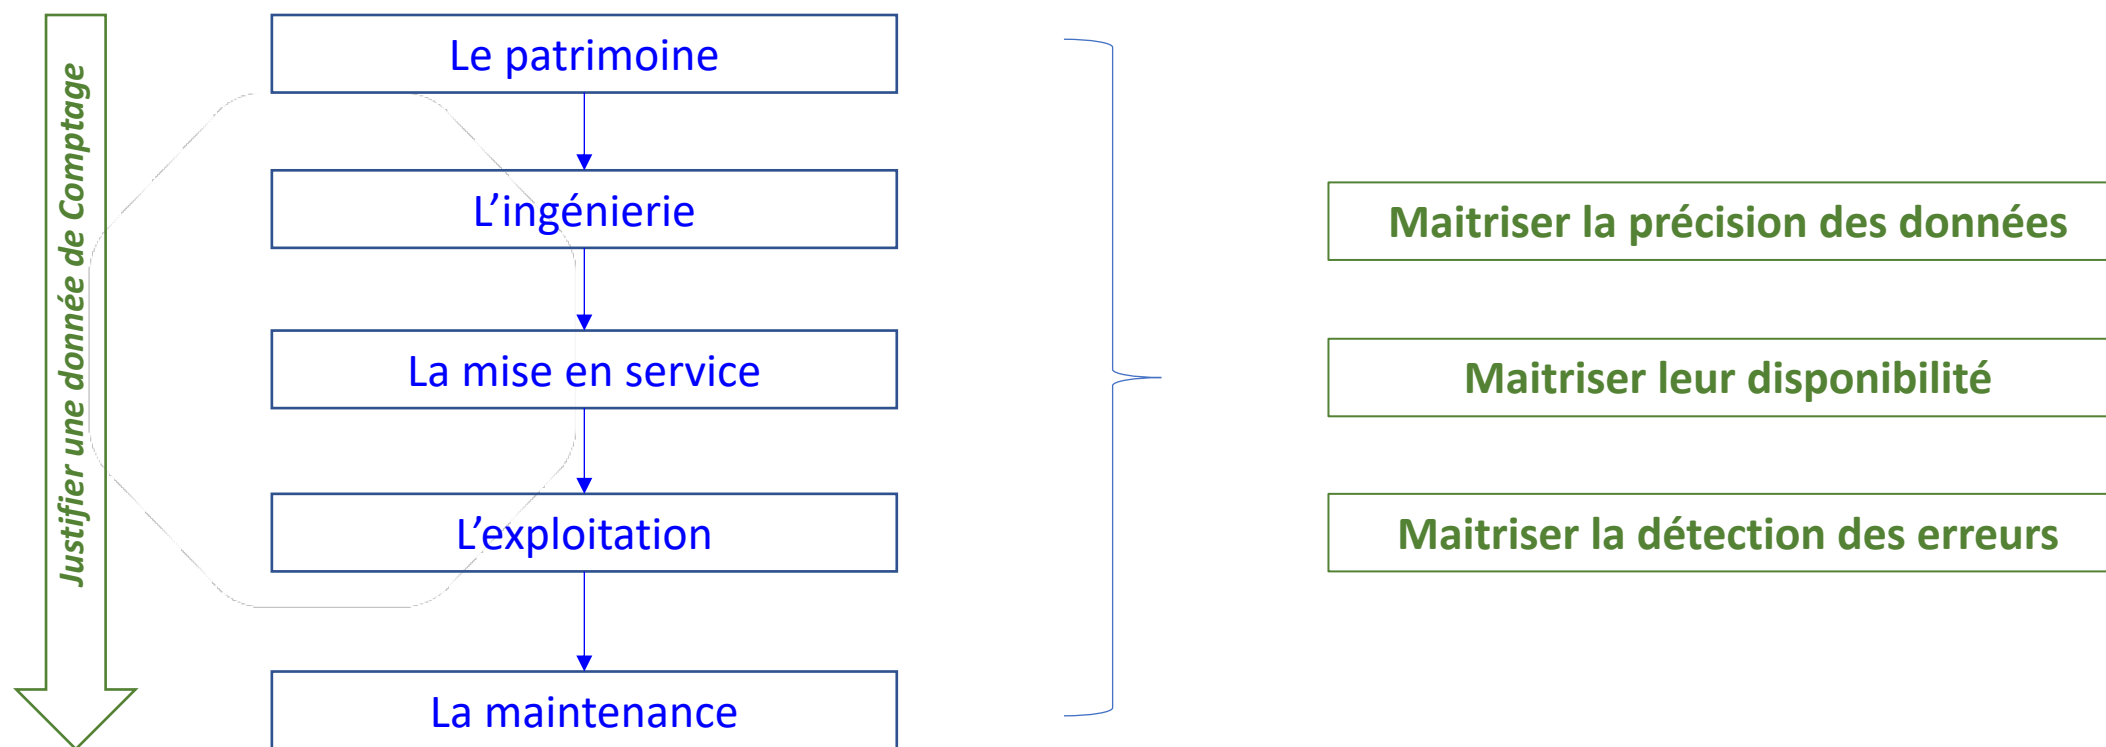 Justifier une donnée de Comptage
Le patrimoine
L’ingénierie
La mise en service
L’exploitation
La maintenance
Maitriser la précision des données
Maitriser leur disponibilité
Maitriser la détection des erreurs